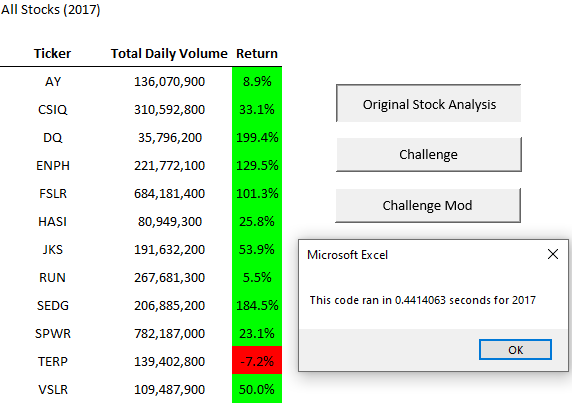 All Stocks (2017)
Ticker Total Daily Volume Return
AY 136,070,900 8.9%
CSIQ 310,592,800 33.1%
DQ 35,796,200 199.4%
ENPH 221,772,100 129.5%
FSLR 684,181,400 101.3%
HASI 80,949,300 25.8%
JKS 191,632,200 53.9%
RUN 267,681,300 5.5%
SEDG 206,885,200 184.5%
SPWR 782,187,000 23.1%
TERP 139,402,800 -7.2%
VSLR 109,487,900 50.0%
Original Stock Analysis
Challenge
Challenge Mod
Microsoft Excel
This code ran in 0.4414063 seconds for 2017
OK